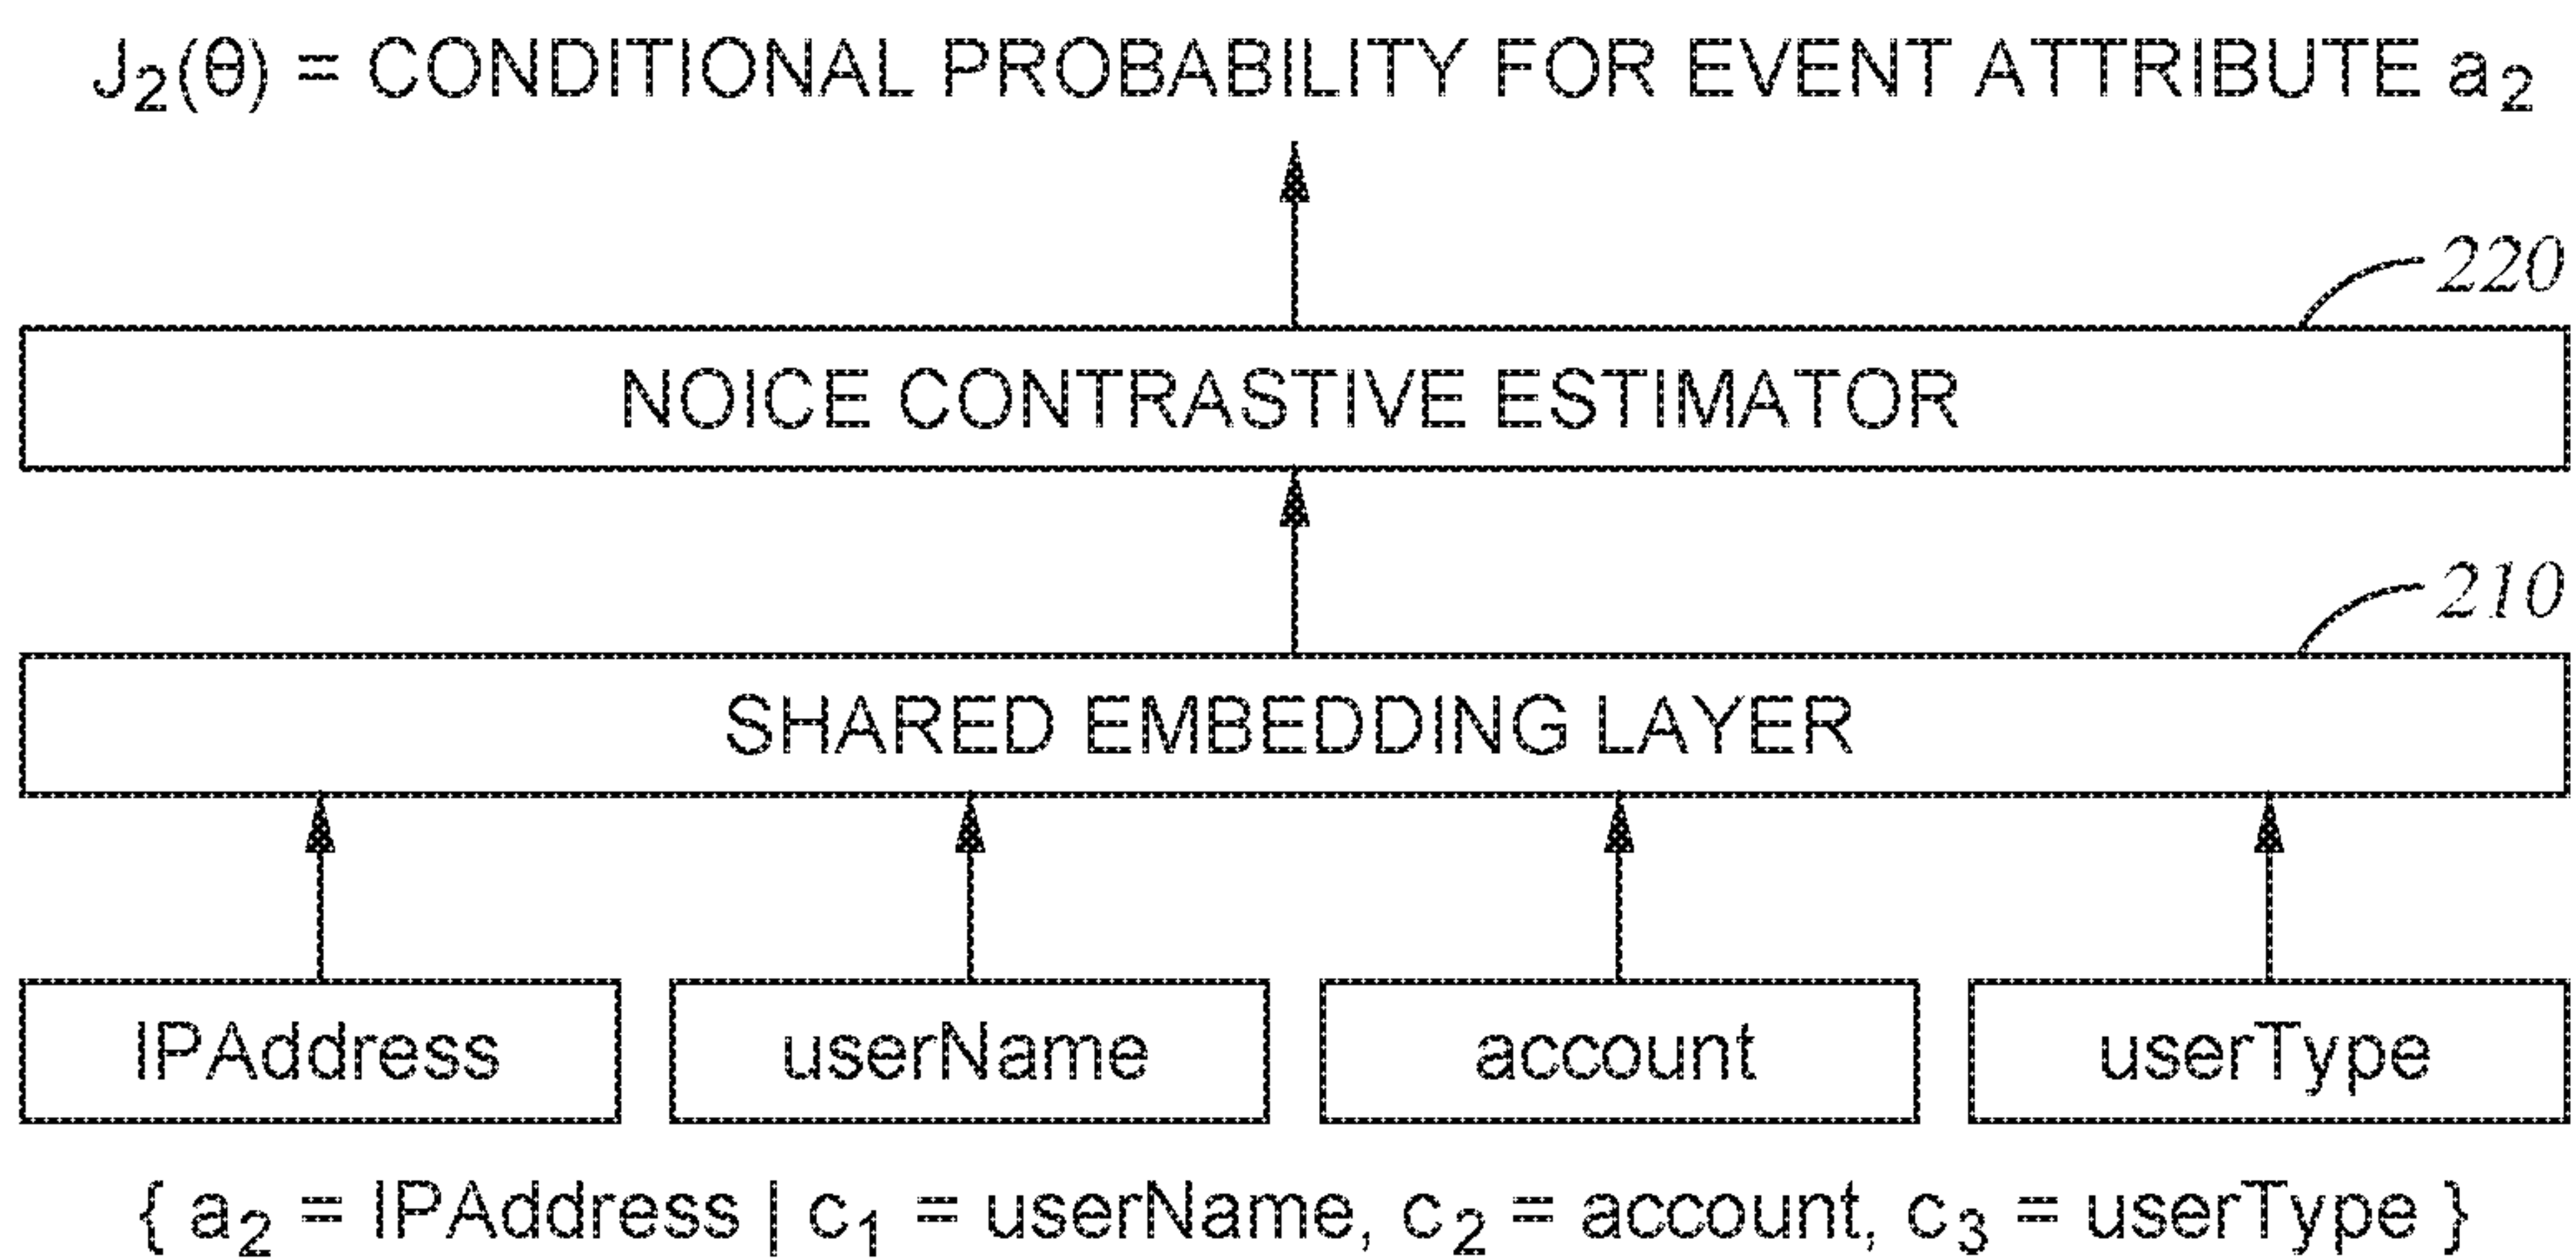 J₂(θ) = CONDITIONAL PROBABILITY FOR EVENT ATTRIBUTE a₂
220
NOICE CONTRASTIVE ESTIMATOR
210
SHARED EMBEDDING LAYER
IPAddress userName account userType
{ a₂ = IPAddress | c₁ = userName, c₂ = account, c₃ = userType }